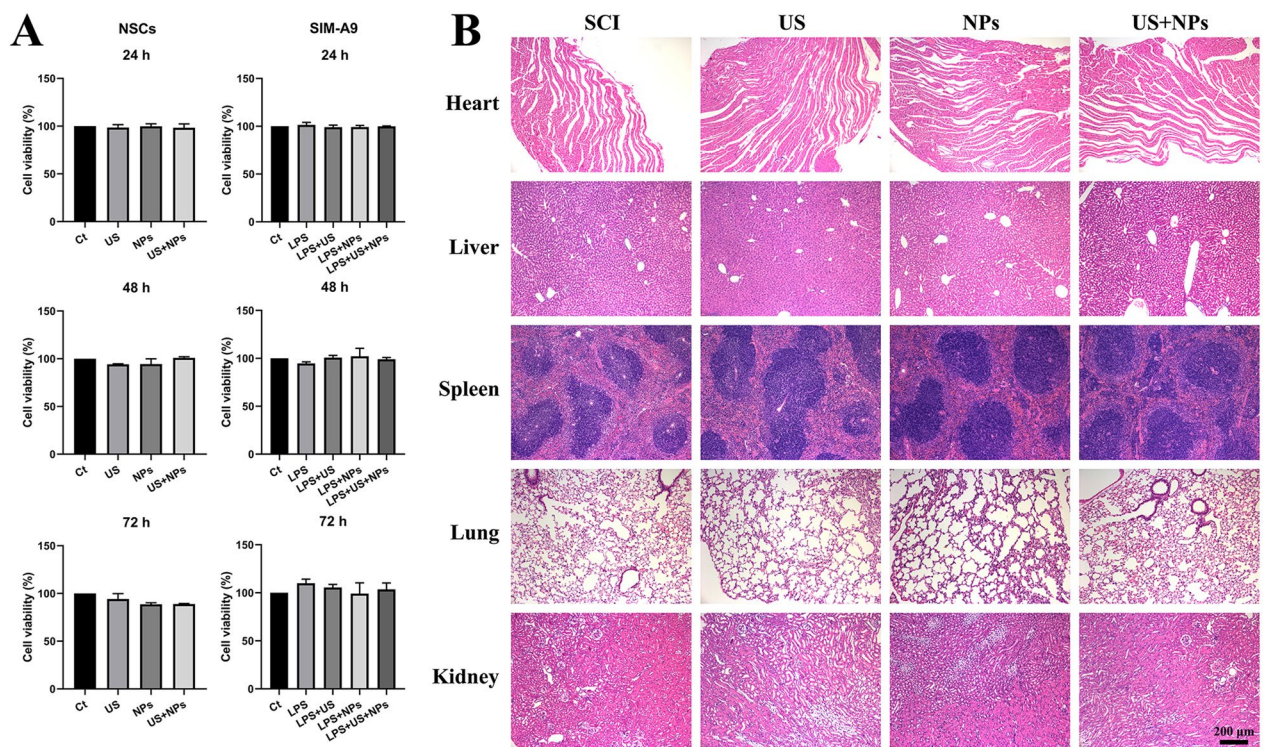 A
NSCs
24 h
Cell viability (%)
150
100
50
0
Ct
US
NPs
US+NPs
SIM-A9
24 h
Cell viability (%)
150
100
50
0
Ct
LPS
LPS+US
LPS+NPs
LPS+US+NPs
48 h
Cell viability (%)
150
100
50
0
Ct
US
NPs
US+NPs
48 h
Cell viability (%)
150
100
50
0
Ct
LPS
LPS+US
LPS+NPs
LPS+US+NPs
72 h
Cell viability (%)
150
100
50
0
Ct
US
NPs
US+NPs
72 h
Cell viability (%)
150
100
50
0
Ct
LPS
LPS+US
LPS+NPs
LPS+US+NPs
B
SCI
US
NPs
US+NPs
Heart
Liver
Spleen
Lung
Kidney
200 μm